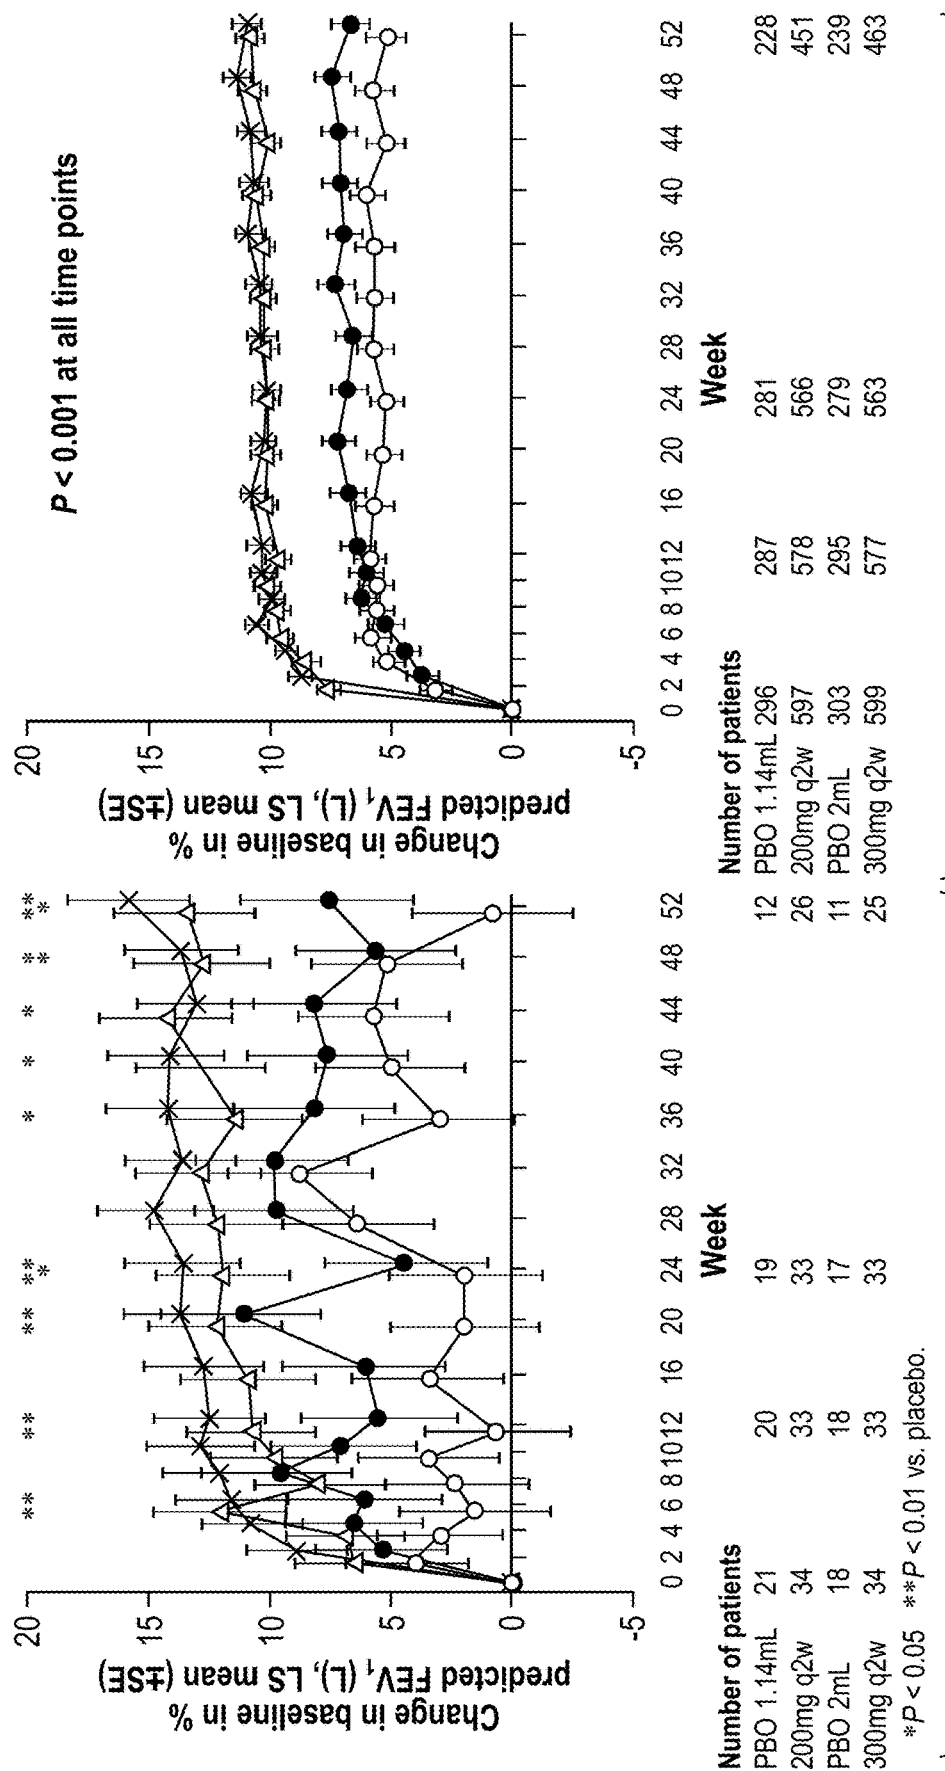 Change in baseline in %
predicted FEV1 (L), LS mean (±SE)
20
15
10
5
0
-5
** ** ** ** * * * * ** ** *
0 2 4 6 8 10 12 16 20 24 28 32 36 40 44 48 52
Week
Number of patients
PBO 1.14mL 21 20 19 12
200mg q2w 34 33 33 26
PBO 2mL 18 18 17 11
300mg q2w 34 33 33 25
*P < 0.05 **P < 0.01 vs. placebo.
Change in baseline in %
predicted FEV1 (L), LS mean (±SE)
20
15
10
5
0
-5
P < 0.001 at all time points
0 2 4 6 8 10 12 16 20 24 28 32 36 40 44 48 52
Week
Number of patients
PBO 1.14mL 296 287 281 228
200mg q2w 597 578 566 451
PBO 2mL 303 295 279 239
300mg q2w 599 577 563 463